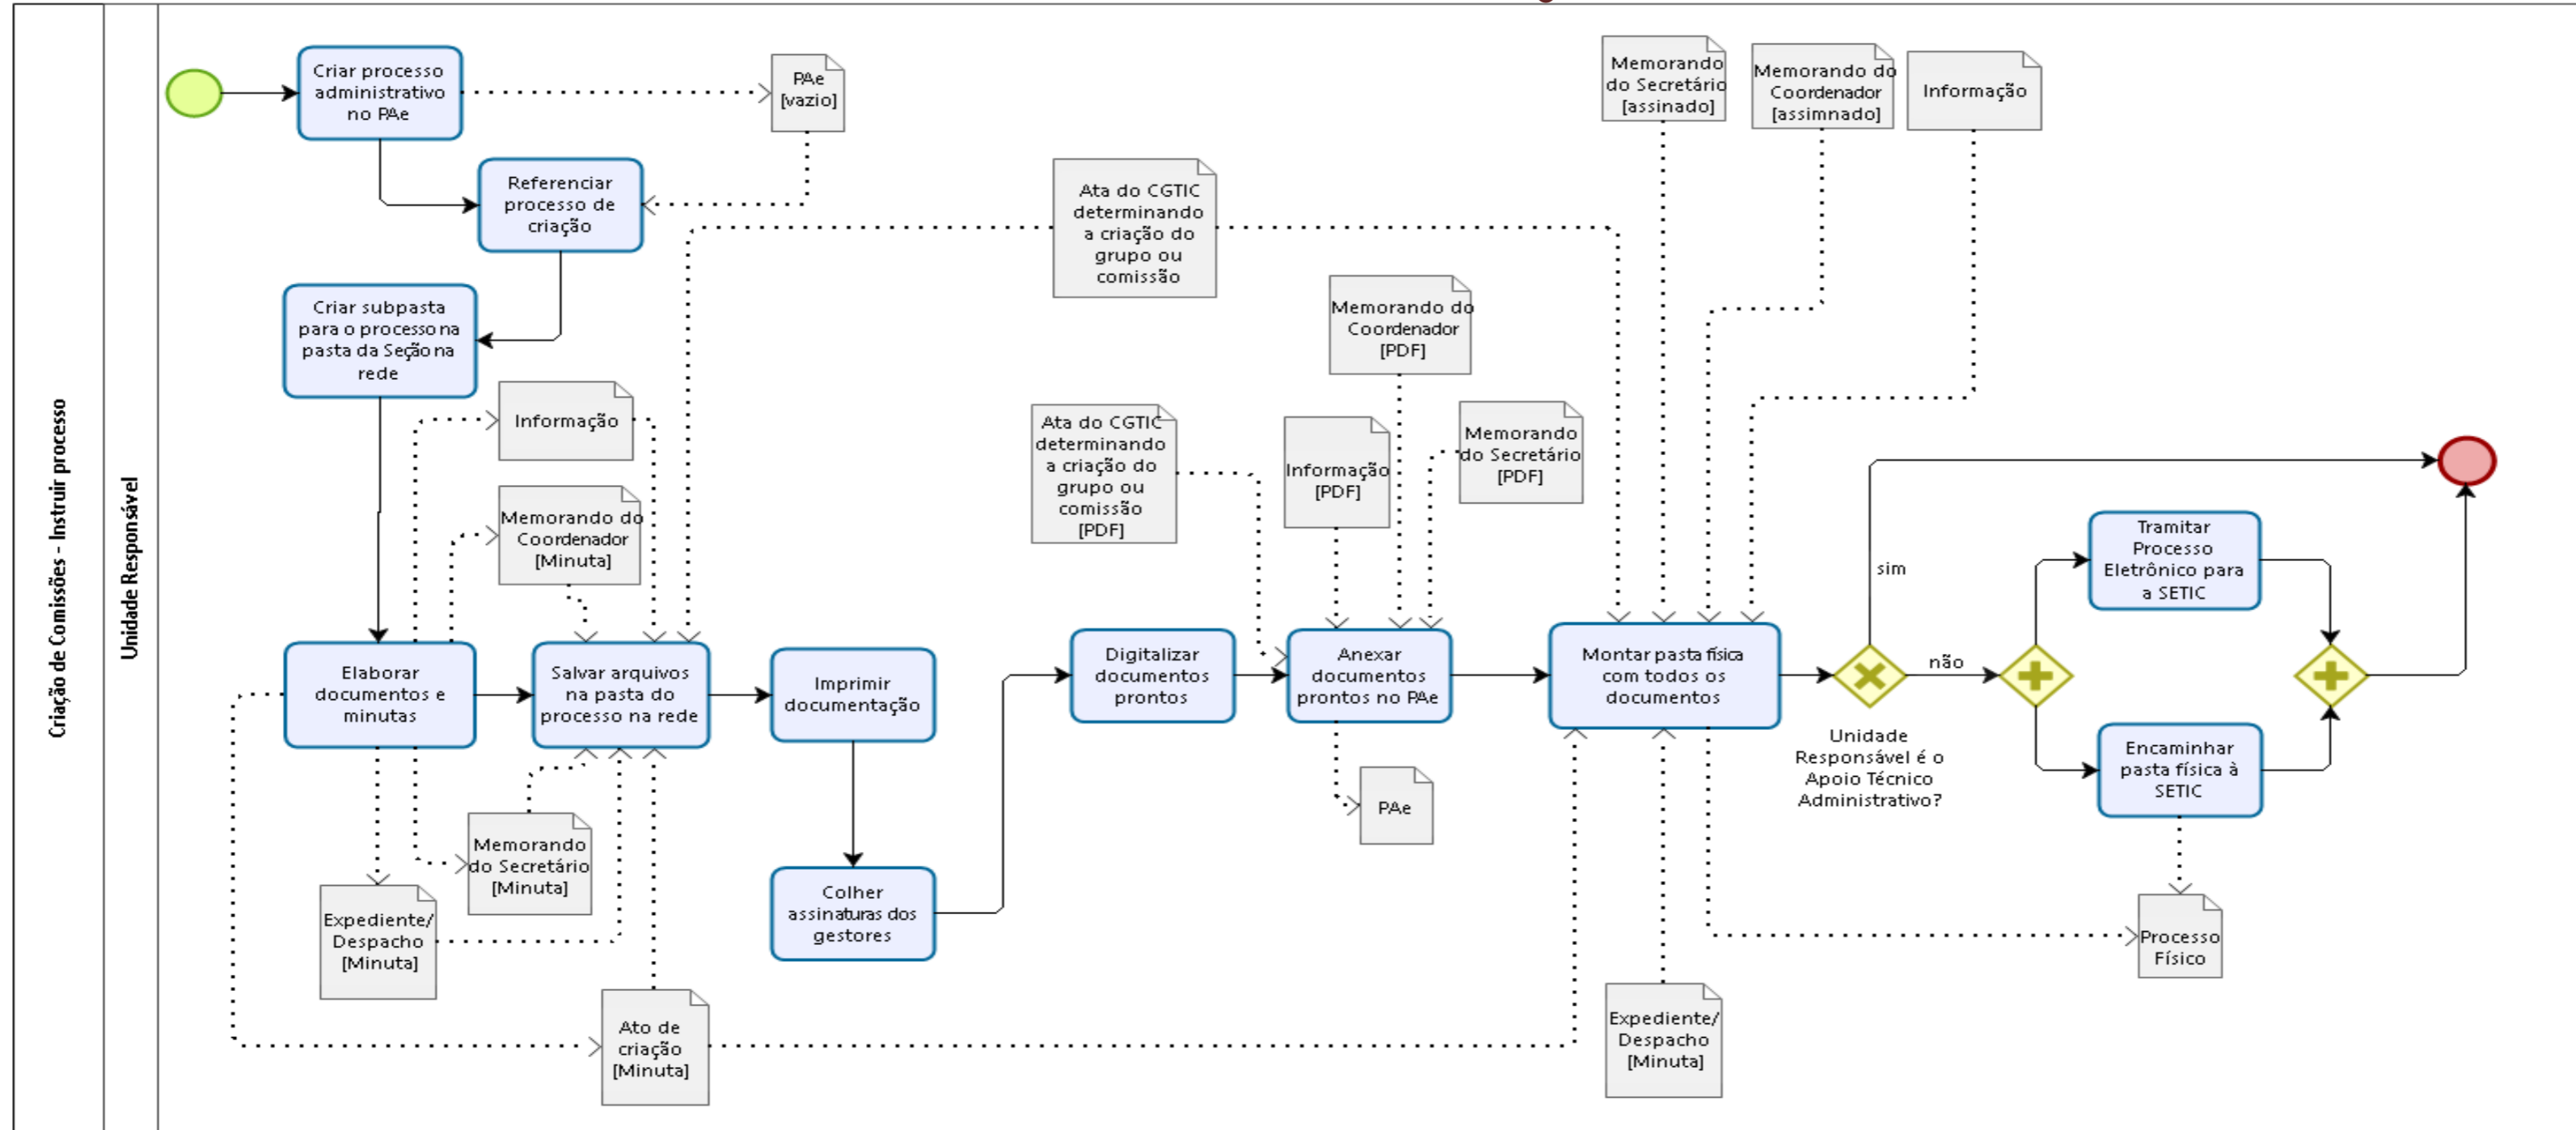 Criação de Comissões - Instruir processo
Unidade Responsável
Criar processo
administrativo
no PAe
PAe
[vazio]
Referenciar
processo de
criação
Criar subpasta
para o processo na
pasta da Seção na
rede
Informação
Memorando do
Coordenador
[Minuta]
Elaborar
documentos e
minutas
Salvar arquivos
na pasta do
processo na rede
Imprimir
documentação
Colher
assinaturas dos
gestores
Memorando
do Secretário
[Minuta]
Expediente/
Despacho
[Minuta]
Ato de
criação
[Minuta]
Ata do CGTIC
determinando
a criação do
grupo ou
comissão
Ata do CGTIC
determinando
a criação do
grupo ou
comissão
[PDF]
Informação
[PDF]
Memorando do
Coordenador
[PDF]
Memorando
do Secretário
[PDF]
Digitalizar
documentos
prontos
Anexar
documentos
prontos no PAe
PAe
Memorando
do Secretário
[assinado]
Memorando do
Coordenador
[assimnado]
Informação
Montar pasta física
com todos os
documentos
Expediente/
Despacho
[Minuta]
sim
não
Unidade
Responsável é o
Apoio Técnico
Administrativo?
Tramitar
Processo
Eletrônico para
a SETIC
Encaminhar
pasta física à
SETIC
Processo
Físico